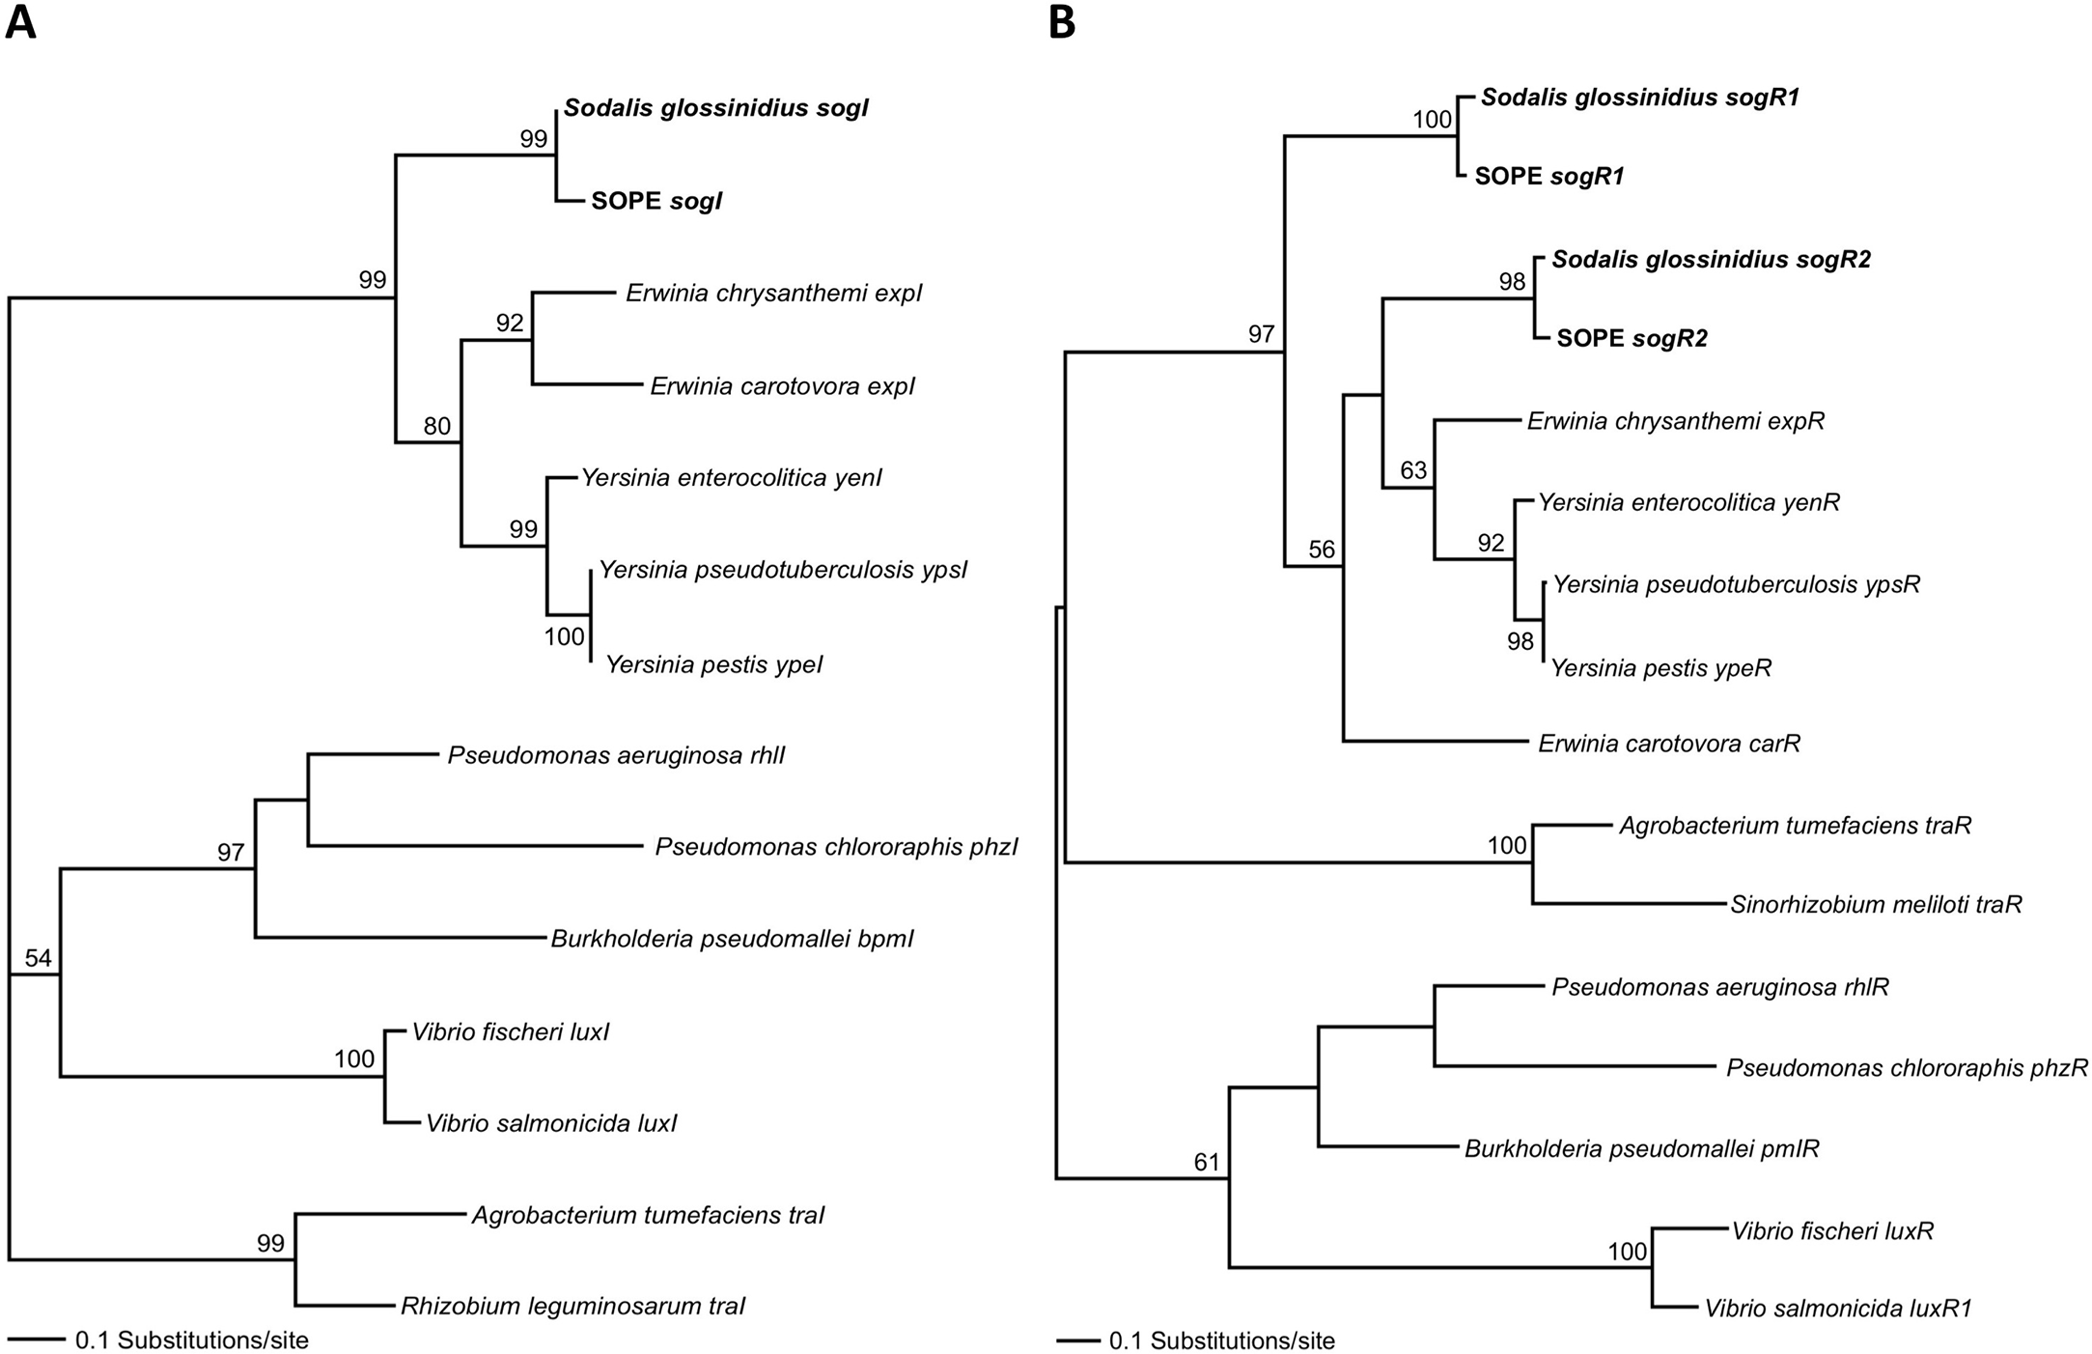 A
Sodalis glossinidius sogI
99
SOPE sogI
99
Erwinia chrysanthemi expI
92
Erwinia carotovora expI
80
Yersinia enterocolitica yenI
99
Yersinia pseudotuberculosis ypsI
100
Yersinia pestis ypeI
Pseudomonas aeruginosa rhlI
Pseudomonas chlororaphis phzI
97
Burkholderia pseudomallei bpmI
54
Vibrio fischeri luxI
100
Vibrio salmonicida luxI
Agrobacterium tumefaciens traI
99
Rhizobium leguminosarum traI
0.1 Substitutions/site
B
Sodalis glossinidius sogR1
100
SOPE sogR1
Sodalis glossinidius sogR2
98
SOPE sogR2
97
Erwinia chrysanthemi expR
63
Yersinia enterocolitica yenR
92
56
Yersinia pseudotuberculosis ypsR
98
Yersinia pestis ypeR
Erwinia carotovora carR
Agrobacterium tumefaciens traR
100
Sinorhizobium meliloti traR
Pseudomonas aeruginosa rhlR
Pseudomonas chlororaphis phzR
Burkholderia pseudomallei pmlR
61
Vibrio fischeri luxR
100
Vibrio salmonicida luxR1
0.1 Substitutions/site